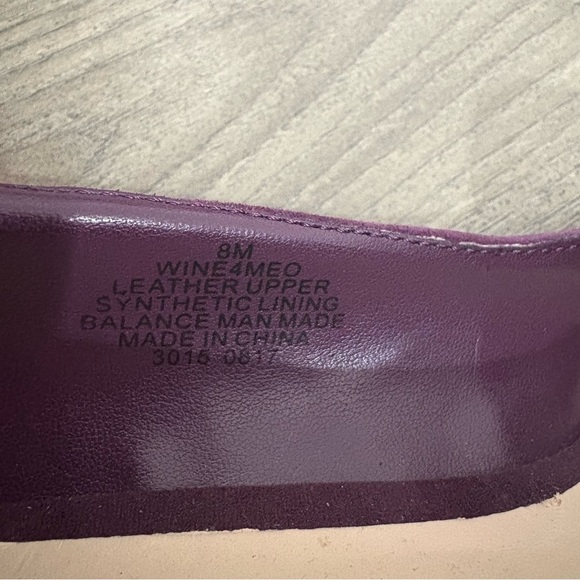 8M
WINE4MEO
LEATHER UPPER
SYNTHETIC LINING
BALANCE MAN MADE
MADE IN CHINA
3015 0817